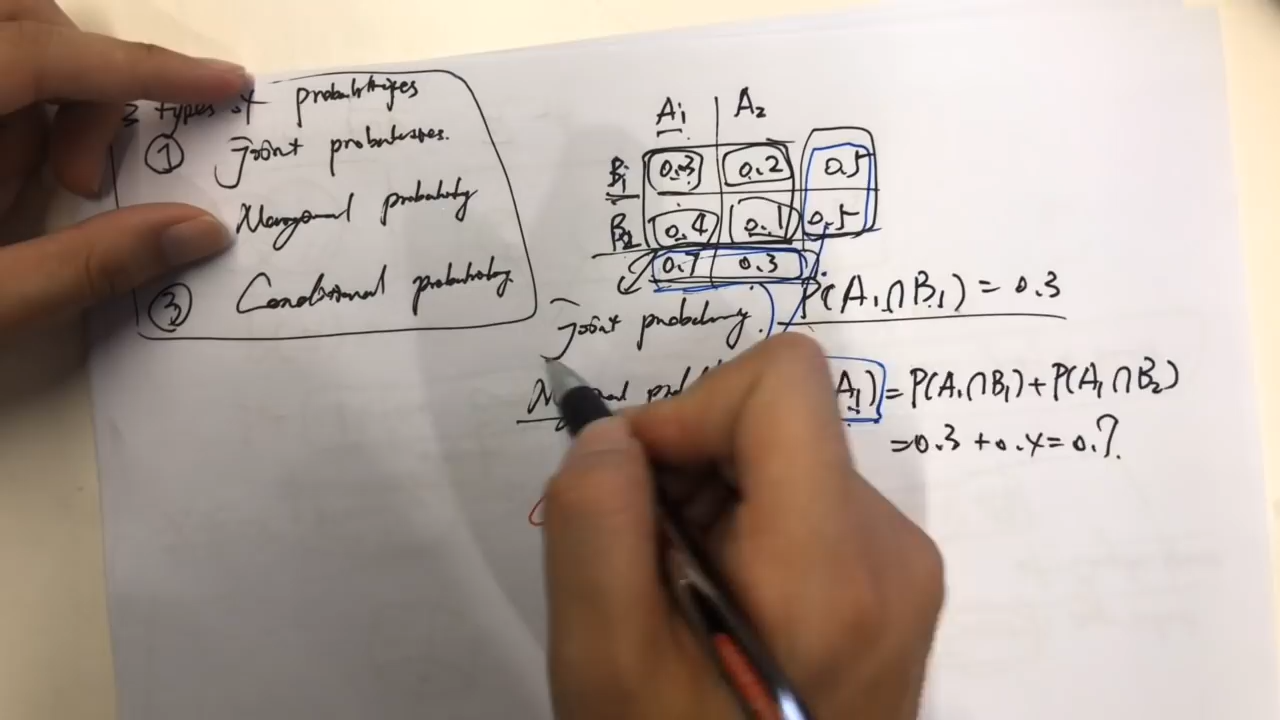 3 types of probabilities
① Joint probabilities.
Marginal probability
③ Conditional probability
A₁ A₂
B₁ 0.3 0.2 0.5
B₂ 0.4 0.1 0.5
0.7 0.3
P(A₁∩B₁) = 0.3
Joint probability.
A₁) = P(A₁∩B₁) + P(A₁∩B₂)
=0.3 + 0.4 = 0.7.